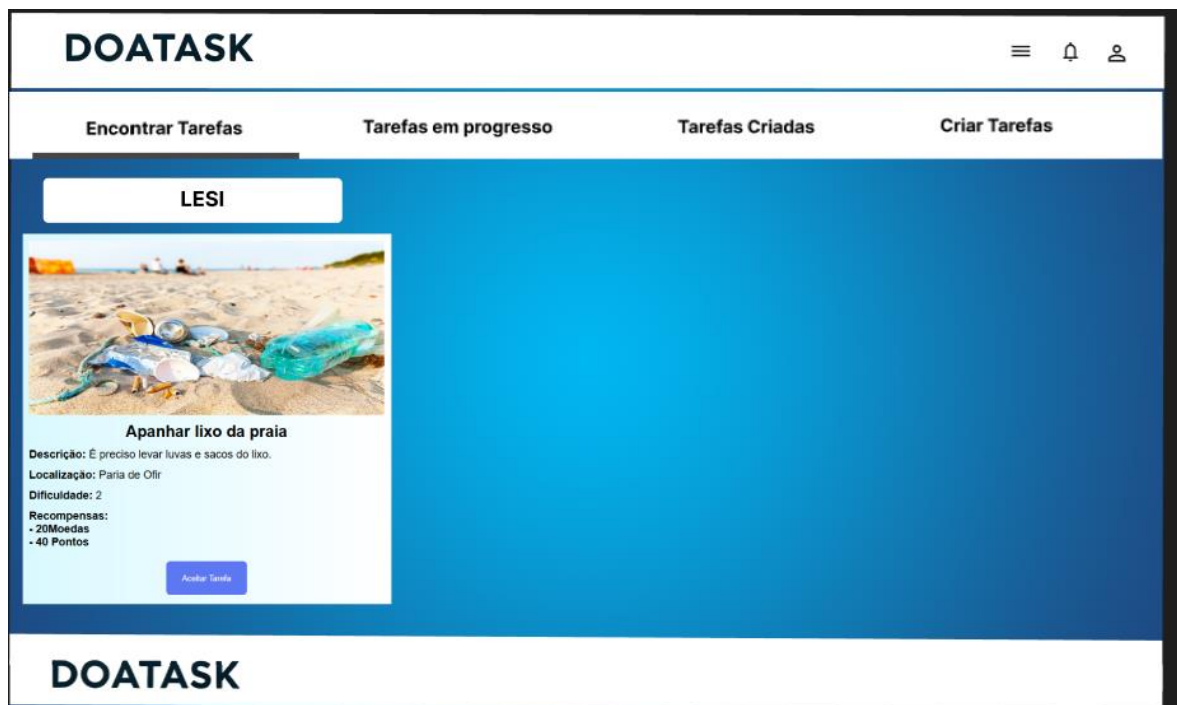 DOATASK
Encontrar Tarefas
Tarefas em progresso
Tarefas Criadas
Criar Tarefas
LESI
Apanhar lixo da praia
Descrição: É preciso levar luvas e sacos do lixo.
Localização: Paria de Ofir
Dificuldade: 2
Recompensas:
- 20Moedas
- 40 Pontos
Aceitar Tarefa
DOATASK